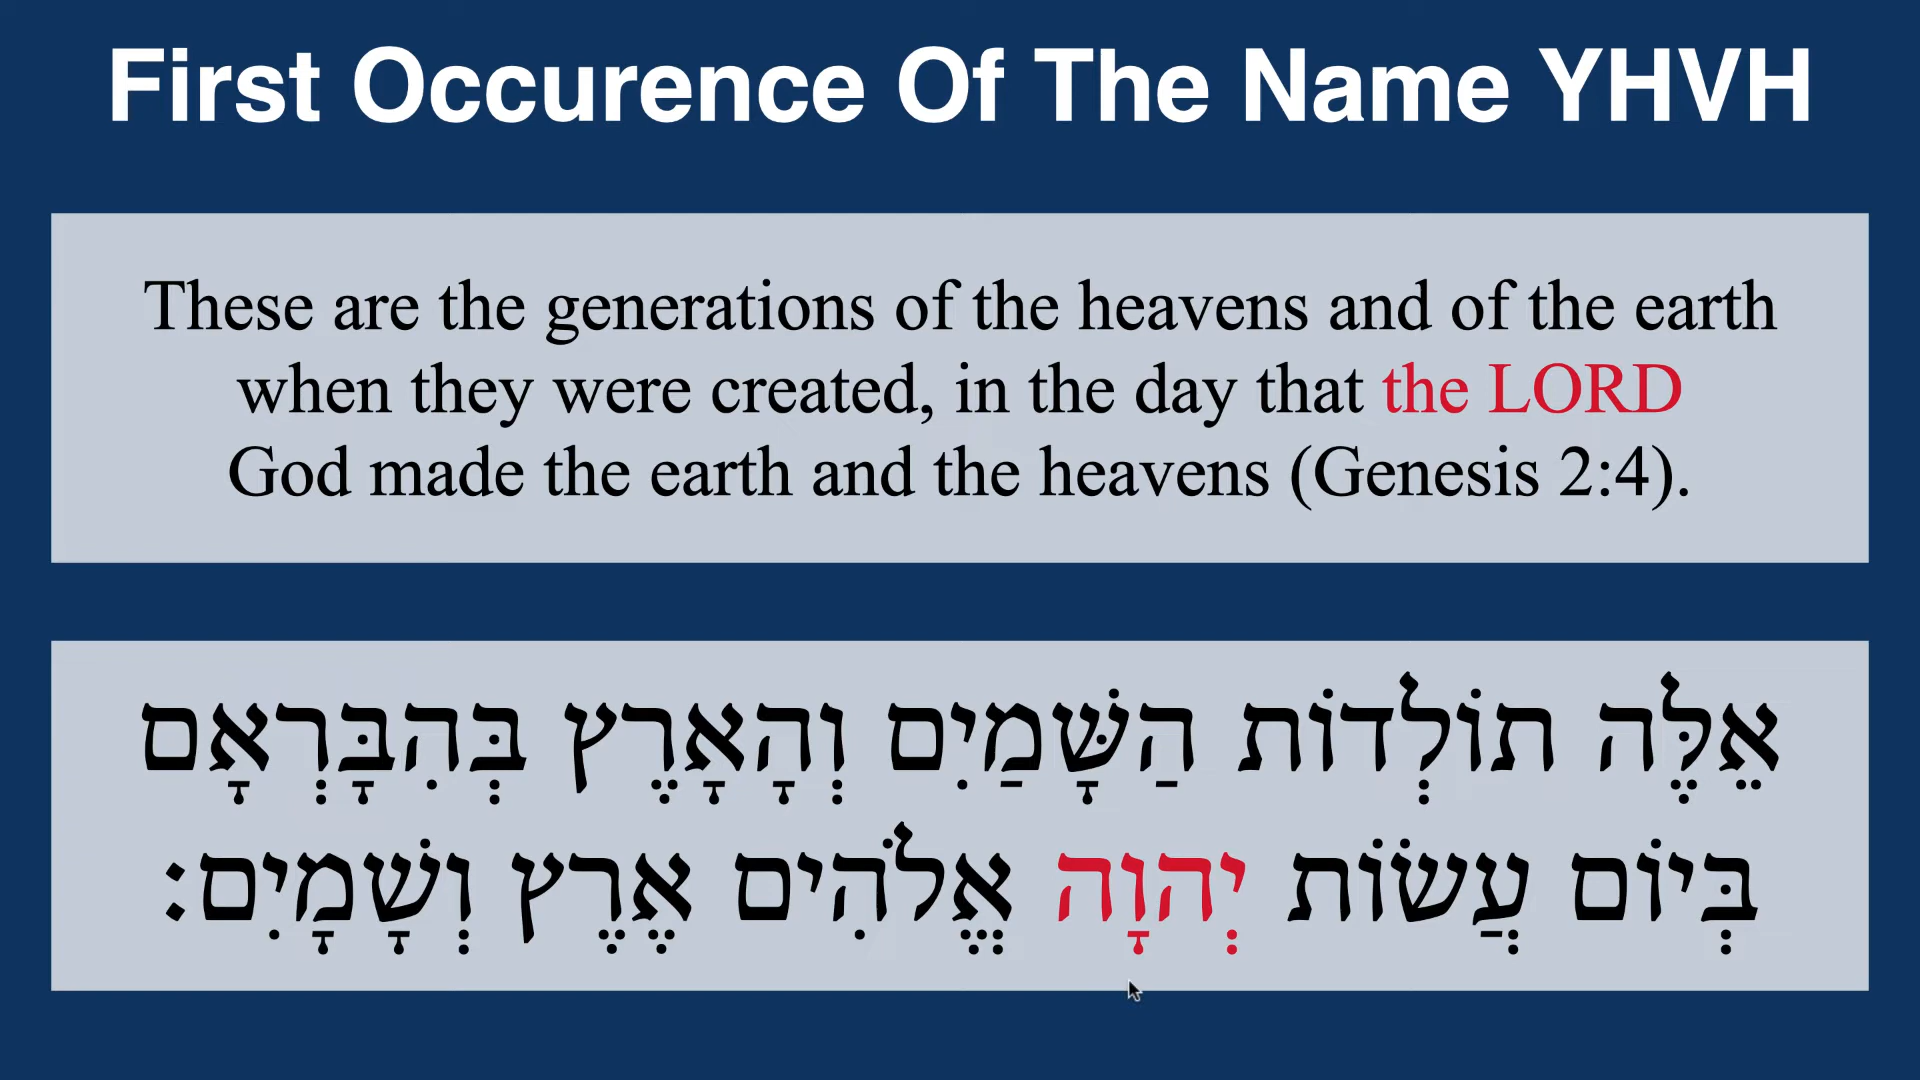 First Occurence Of The Name YHVH
These are the generations of the heavens and of the earth
when they were created, in the day that the LORD
God made the earth and the heavens (Genesis 2:4).
אֵלֶּה תוֹלְדוֹת הַשָּׁמַיִם וְהָאָרֶץ בְּהִבָּרְאָם
בְּיוֹם עֲשׂוֹת יְהוָה אֱלֹהִים אֶרֶץ וְשָׁמָיִם׃